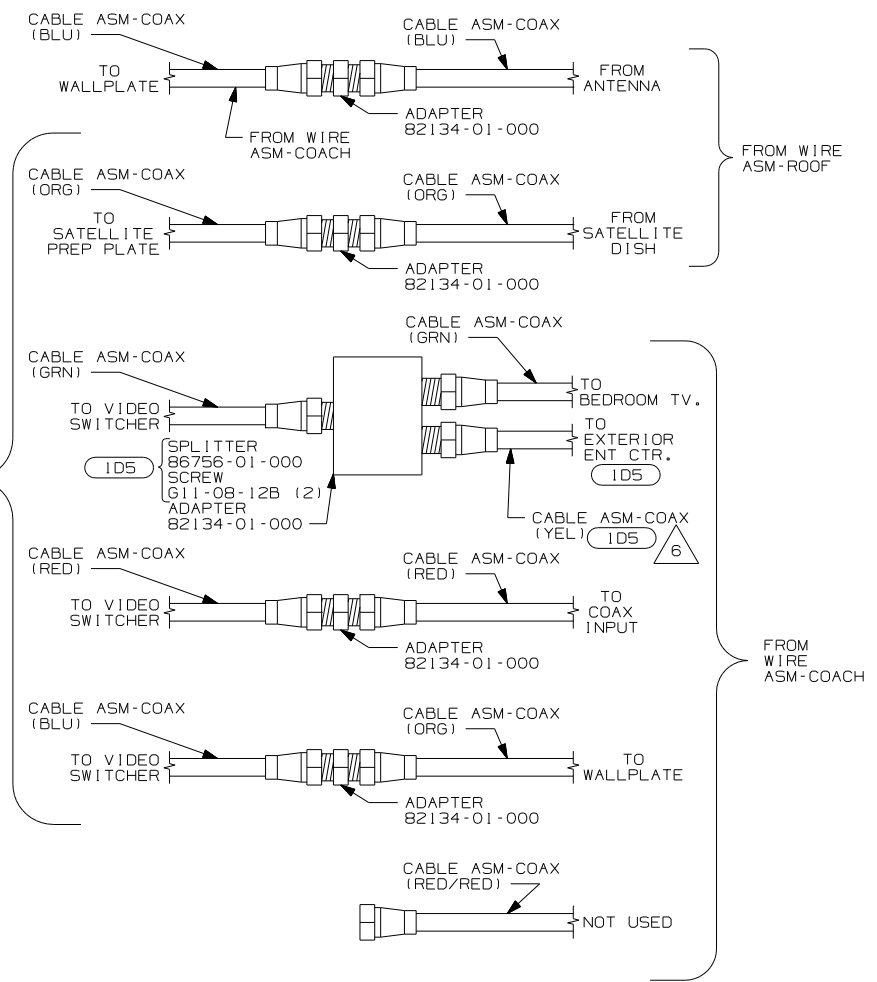 CABLE ASM-COAX
(BLU)
CABLE ASM-COAX
(BLU)
TO
WALLPLATE
FROM
ANTENNA
ADAPTER
82134-01-000
FROM WIRE
ASM-COACH
FROM WIRE
ASM-ROOF
CABLE ASM-COAX
(ORG)
CABLE ASM-COAX
(ORG)
TO
SATELLITE
PREP PLATE
FROM
SATELLITE
DISH
ADAPTER
82134-01-000
CABLE ASM-COAX
(GRN)
CABLE ASM-COAX
(GRN)
TO VIDEO
SWITCHER
TO
BEDROOM TV.
TO
EXTERIOR
ENT CTR.
1D5
1D5
SPLITTER
86756-01-000
SCREW
G11-08-12B (2)
ADAPTER
82134-01-000
CABLE ASM-COAX
(YEL)
1D5
6
CABLE ASM-COAX
(RED)
CABLE ASM-COAX
(RED)
TO VIDEO
SWITCHER
TO
COAX
INPUT
ADAPTER
82134-01-000
FROM
WIRE
ASM-COACH
CABLE ASM-COAX
(BLU)
CABLE ASM-COAX
(ORG)
TO VIDEO
SWITCHER
TO
WALLPLATE
ADAPTER
82134-01-000
CABLE ASM-COAX
(RED/RED)
NOT USED